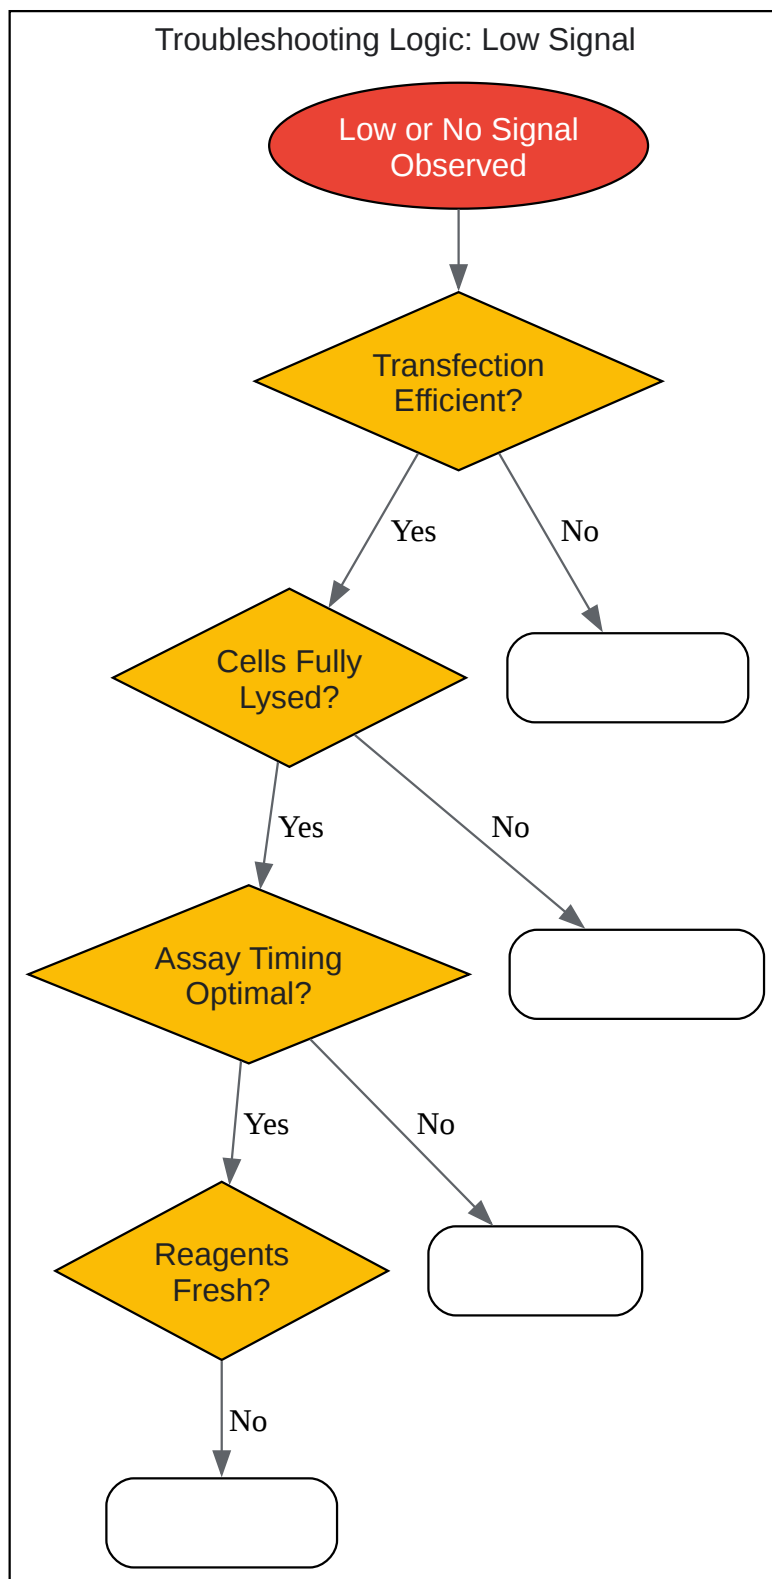 Troubleshooting Logic: Low Signal
Low or No Signal
Observed
Transfection
Efficient?
Yes
No
Cells Fully
Lysed?
Yes
No
Assay Timing
Optimal?
Yes
No
Reagents
Fresh?
No